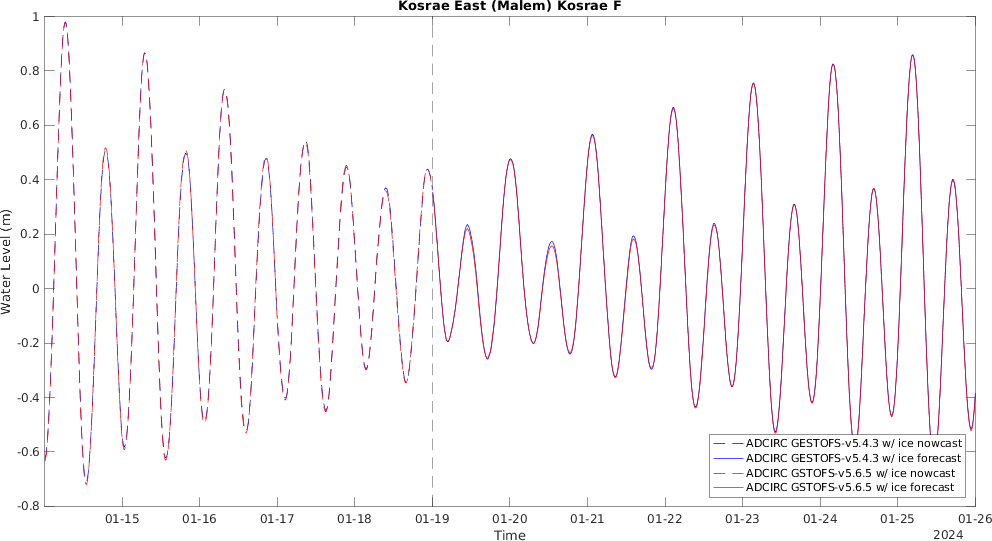 Kosrae East (Malem) Kosrae F
Water Level (m)
1
0.8
0.6
0.4
0.2
0
-0.2
-0.4
-0.6
-0.8
ADCIRC GESTOFS-v5.4.3 w/ ice nowcast
ADCIRC GESTOFS-v5.4.3 w/ ice forecast
ADCIRC GSTOFS-v5.6.5 w/ ice nowcast
ADCIRC GSTOFS-v5.6.5 w/ ice forecast
01-15 01-16 01-17 01-18 01-19 01-20 01-21 01-22 01-23 01-24 01-25 01-26
Time
2024